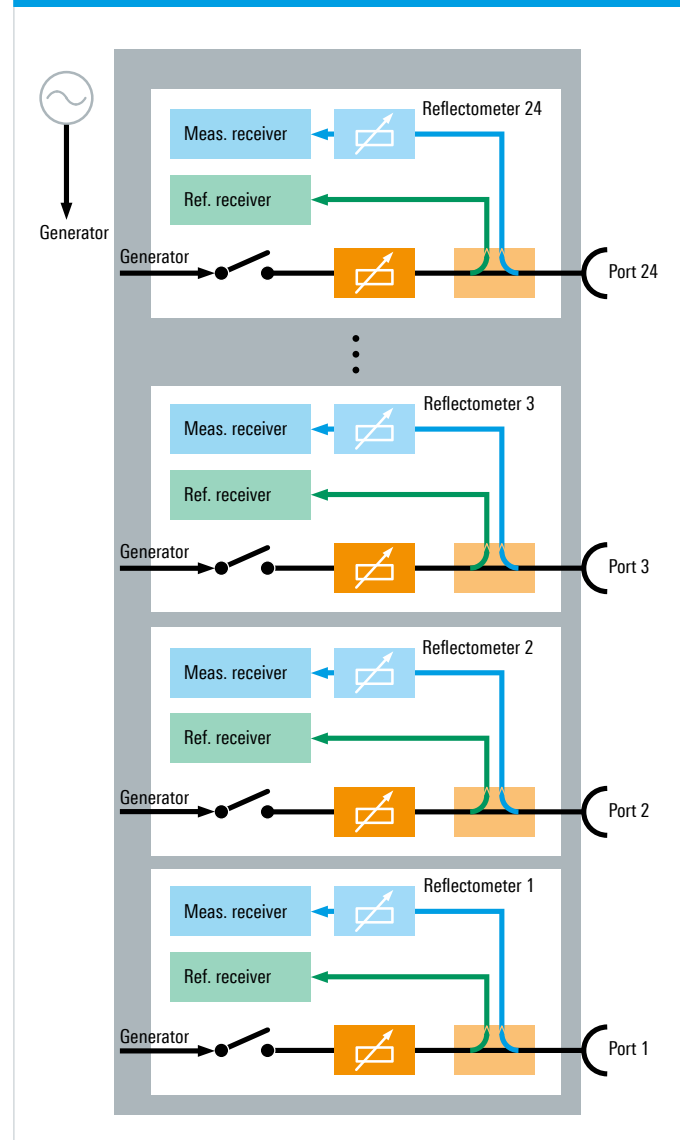 Reflectometer 24
Meas. receiver
Ref. receiver
Generator
Generator
Port 24
Reflectometer 3
Meas. receiver
Ref. receiver
Generator
Port 3
Reflectometer 2
Meas. receiver
Ref. receiver
Generator
Port 2
Reflectometer 1
Meas. receiver
Ref. receiver
Generator
Port 1